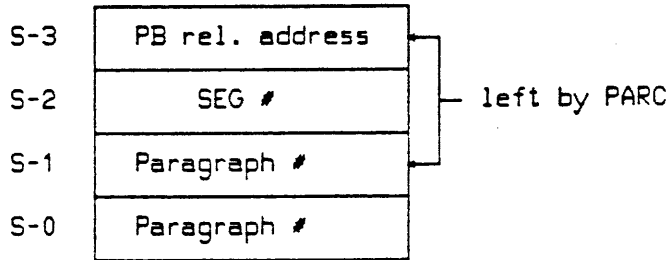 S-3 PB rel. address
S-2 SEG # left by PARC
S-1 Paragraph #
S-0 Paragraph #